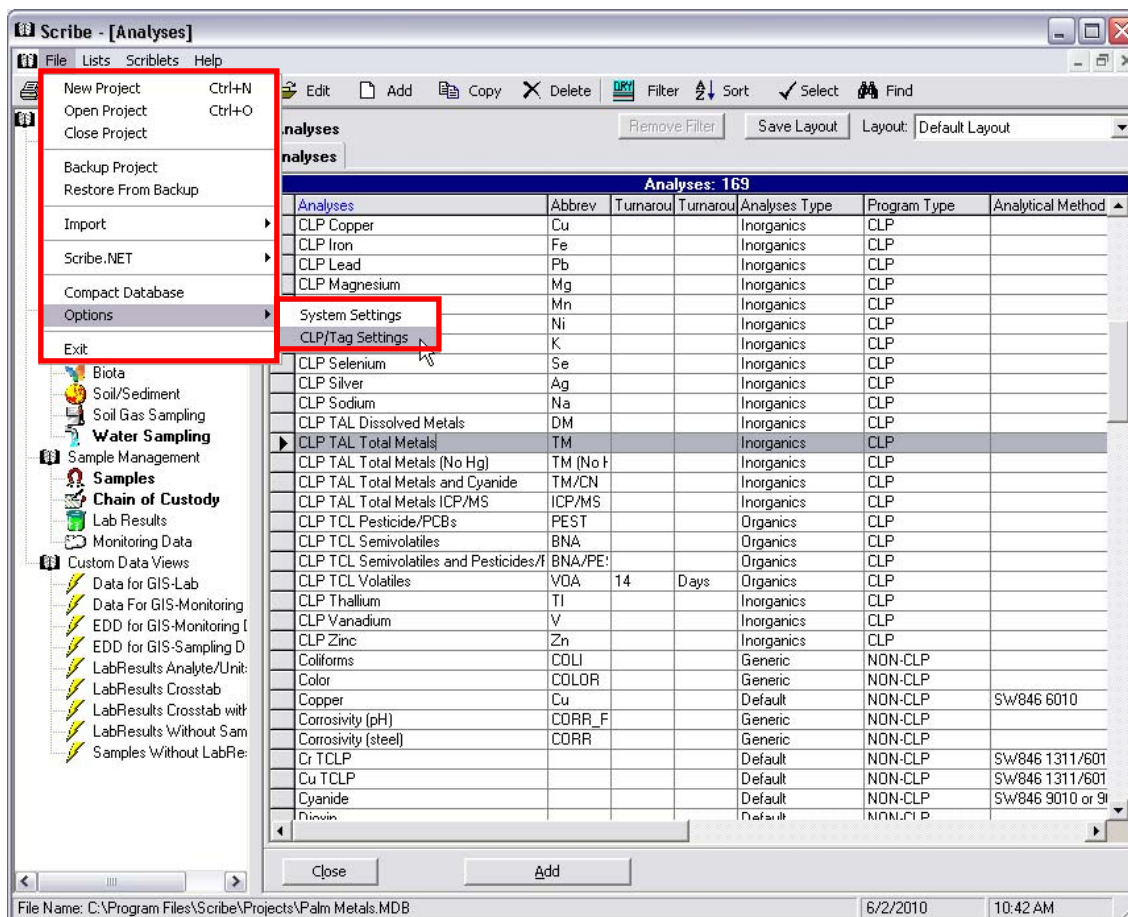 Scribe - [Analyses]
File Lists Scriblets Help
Edit Add Copy Delete QRY Filter Sort Select Find
New Project Ctrl+N
Open Project Ctrl+O
Close Project
Backup Project
Restore From Backup
Import
Scribe.NET
Compact Database
Options
Exit
System Settings
CLP/Tag Settings
Biota
Soil/Sediment
Soil Gas Sampling
Water Sampling
Sample Management
Samples
Chain of Custody
Lab Results
Monitoring Data
Custom Data Views
Data for GIS-Lab
Data For GIS-Monitoring
EDD for GIS-Monitoring
EDD for GIS-Sampling D
LabResults Analyte/Unit
LabResults Crosstab
LabResults Crosstab with
LabResults Without Sam
Samples Without LabRe
nalyses Remove Filter Save Layout Layout: Default Layout
nalyses
Analyses: 169
Analyses Abbrev Turnarou Turnarou Analyses Type Program Type Analytical Method
CLP Copper Cu Inorganics CLP
CLP Iron Fe Inorganics CLP
CLP Lead Pb Inorganics CLP
CLP Magnesium Mg Inorganics CLP
Mn Inorganics CLP
Ni Inorganics CLP
K Inorganics CLP
CLP Selenium Se Inorganics CLP
CLP Silver Ag Inorganics CLP
CLP Sodium Na Inorganics CLP
CLP TAL Dissolved Metals DM Inorganics CLP
CLP TAL Total Metals TM Inorganics CLP
CLP TAL Total Metals (No Hg) TM (No H Inorganics CLP
CLP TAL Total Metals and Cyanide TM/CN Inorganics CLP
CLP TAL Total Metals ICP/MS ICP/MS Inorganics CLP
CLP TCL Pesticide/PCBs PEST Organics CLP
CLP TCL Semivolatiles BNA Organics CLP
CLP TCL Semivolatiles and Pesticides/ BNA/PE Organics CLP
CLP TCL Volatiles VOA 14 Days Organics CLP
CLP Thallium Tl Inorganics CLP
CLP Vanadium V Inorganics CLP
CLP Zinc Zn Inorganics CLP
Coliforms COLI Generic NON-CLP
Color COLOR Generic NON-CLP
Copper Cu Default NON-CLP SW846 6010
Corrosivity (pH) CORR_F Generic NON-CLP
Corrosivity (steel) CORR Generic NON-CLP
Cr TCLP Default NON-CLP SW846 1311/601
Cu TCLP Default NON-CLP SW846 1311/601
Cyanide Default NON-CLP SW846 9010 or 9
Dioxin Default NON-CLP
Close Add
File Name: C:\Program Files\Scribe\Projects\Palm Metals.MDB 6/2/2010 10:42 AM